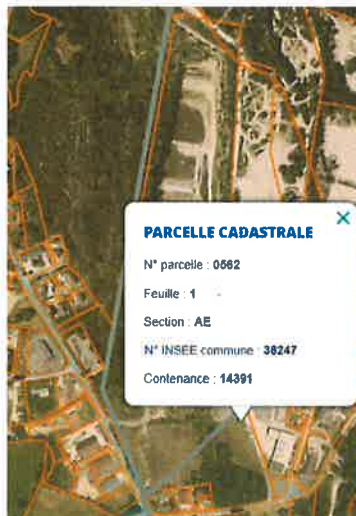 PARCELLE CADASTRALE
N° parcelle : 0562
Feuille : 1
Section : AE
N° INSEE commune : 38247
Contenance : 14391